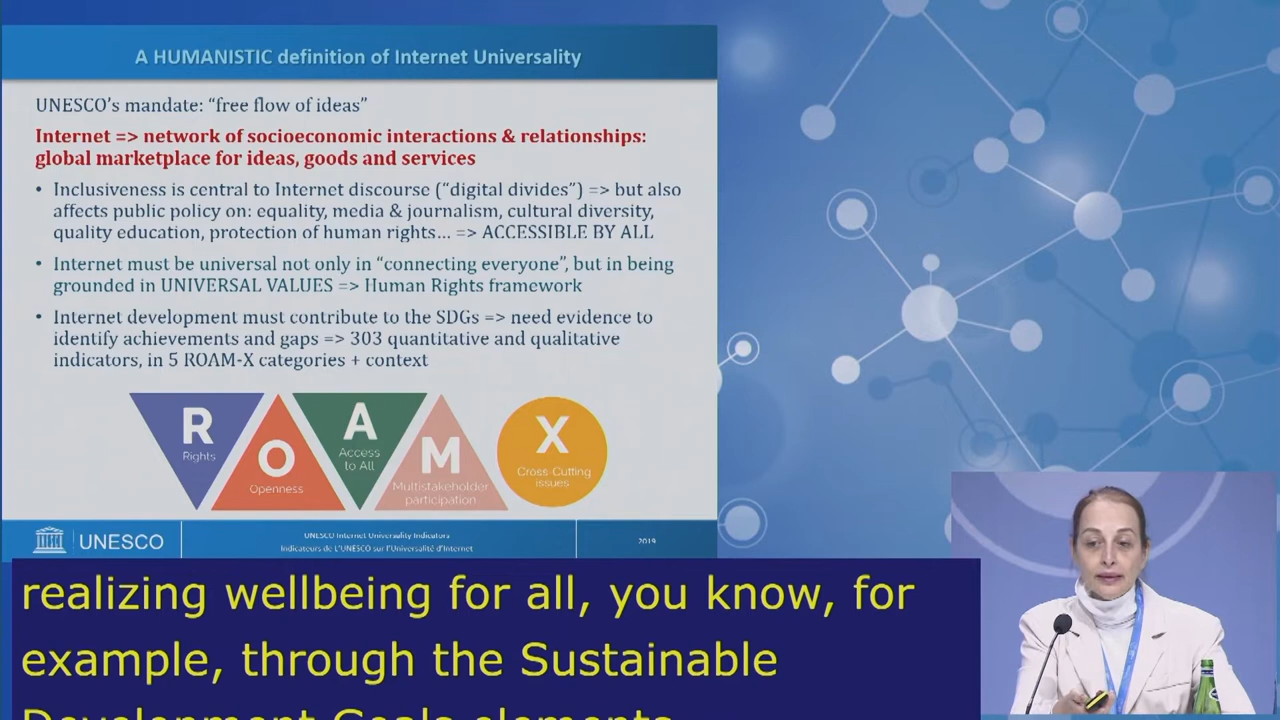 A HUMANISTIC definition of Internet Universality
UNESCO's mandate: “free flow of ideas”
Internet => network of socioeconomic interactions & relationships:
global marketplace for ideas, goods and services
• Inclusiveness is central to Internet discourse (“digital divides”) => but also
affects public policy on: equality, media & journalism, cultural diversity,
quality education, protection of human rights... => ACCESSIBLE BY ALL
• Internet must be universal not only in “connecting everyone”, but in being
grounded in UNIVERSAL VALUES => Human Rights framework
• Internet development must contribute to the SDGs => need evidence to
identify achievements and gaps => 303 quantitative and qualitative
indicators, in 5 ROAM-X categories + context
R
Rights
O
Openness
A
Access
to All
M
Multistakeholder
participation
X
Cross-Cutting
issues
UNESCO
UNESCO Internet Universality Indicators
Indicateurs de L'UNESCO sur l'Universalité d'Internet
2019
realizing wellbeing for all, you know, for
example, through the Sustainable
Development Goals elements